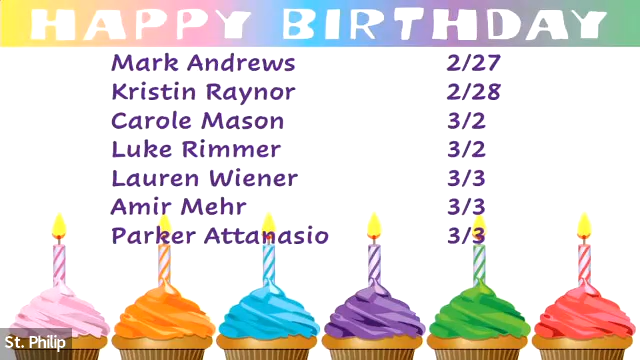 HAPPY BIRTHDAY
Mark Andrews 2/27
Kristin Raynor 2/28
Carole Mason 3/2
Luke Rimmer 3/2
Lauren Wiener 3/3
Amir Mehr 3/3
Parker Attanasio 3/3
St. Philip